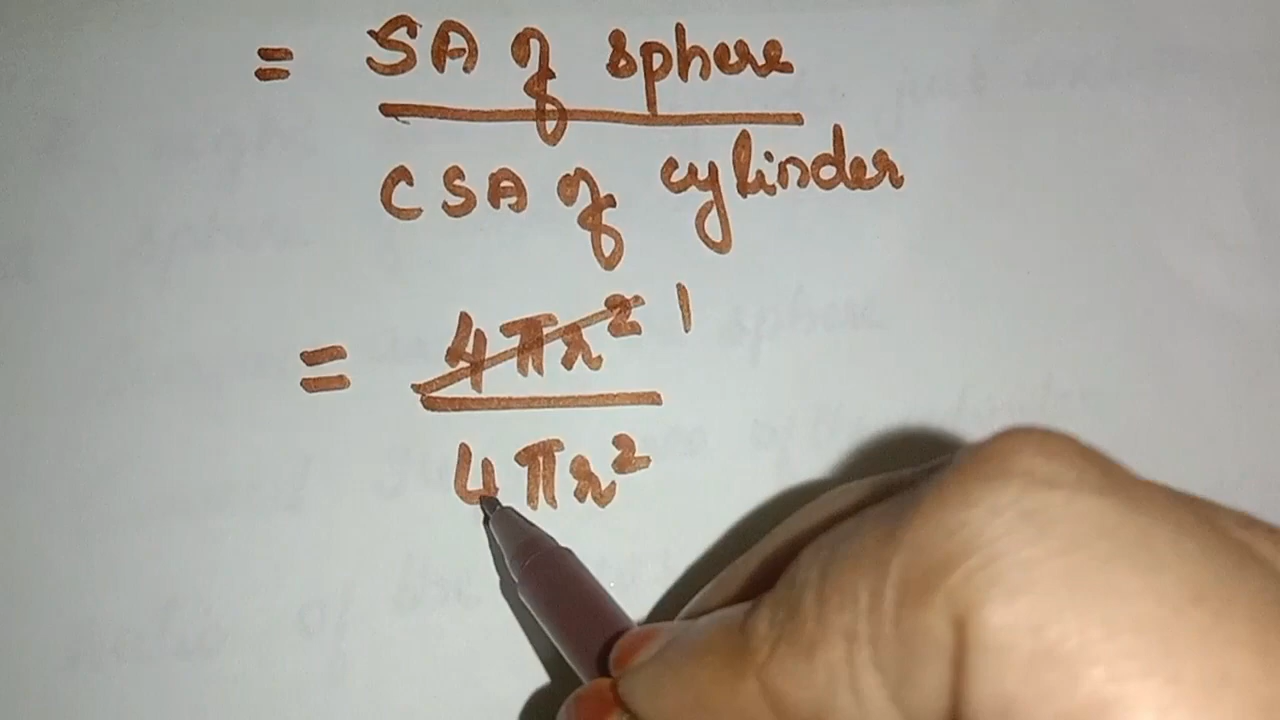 = SA of sphere
CSA of cylinder
= 4πr² 1
4πr²